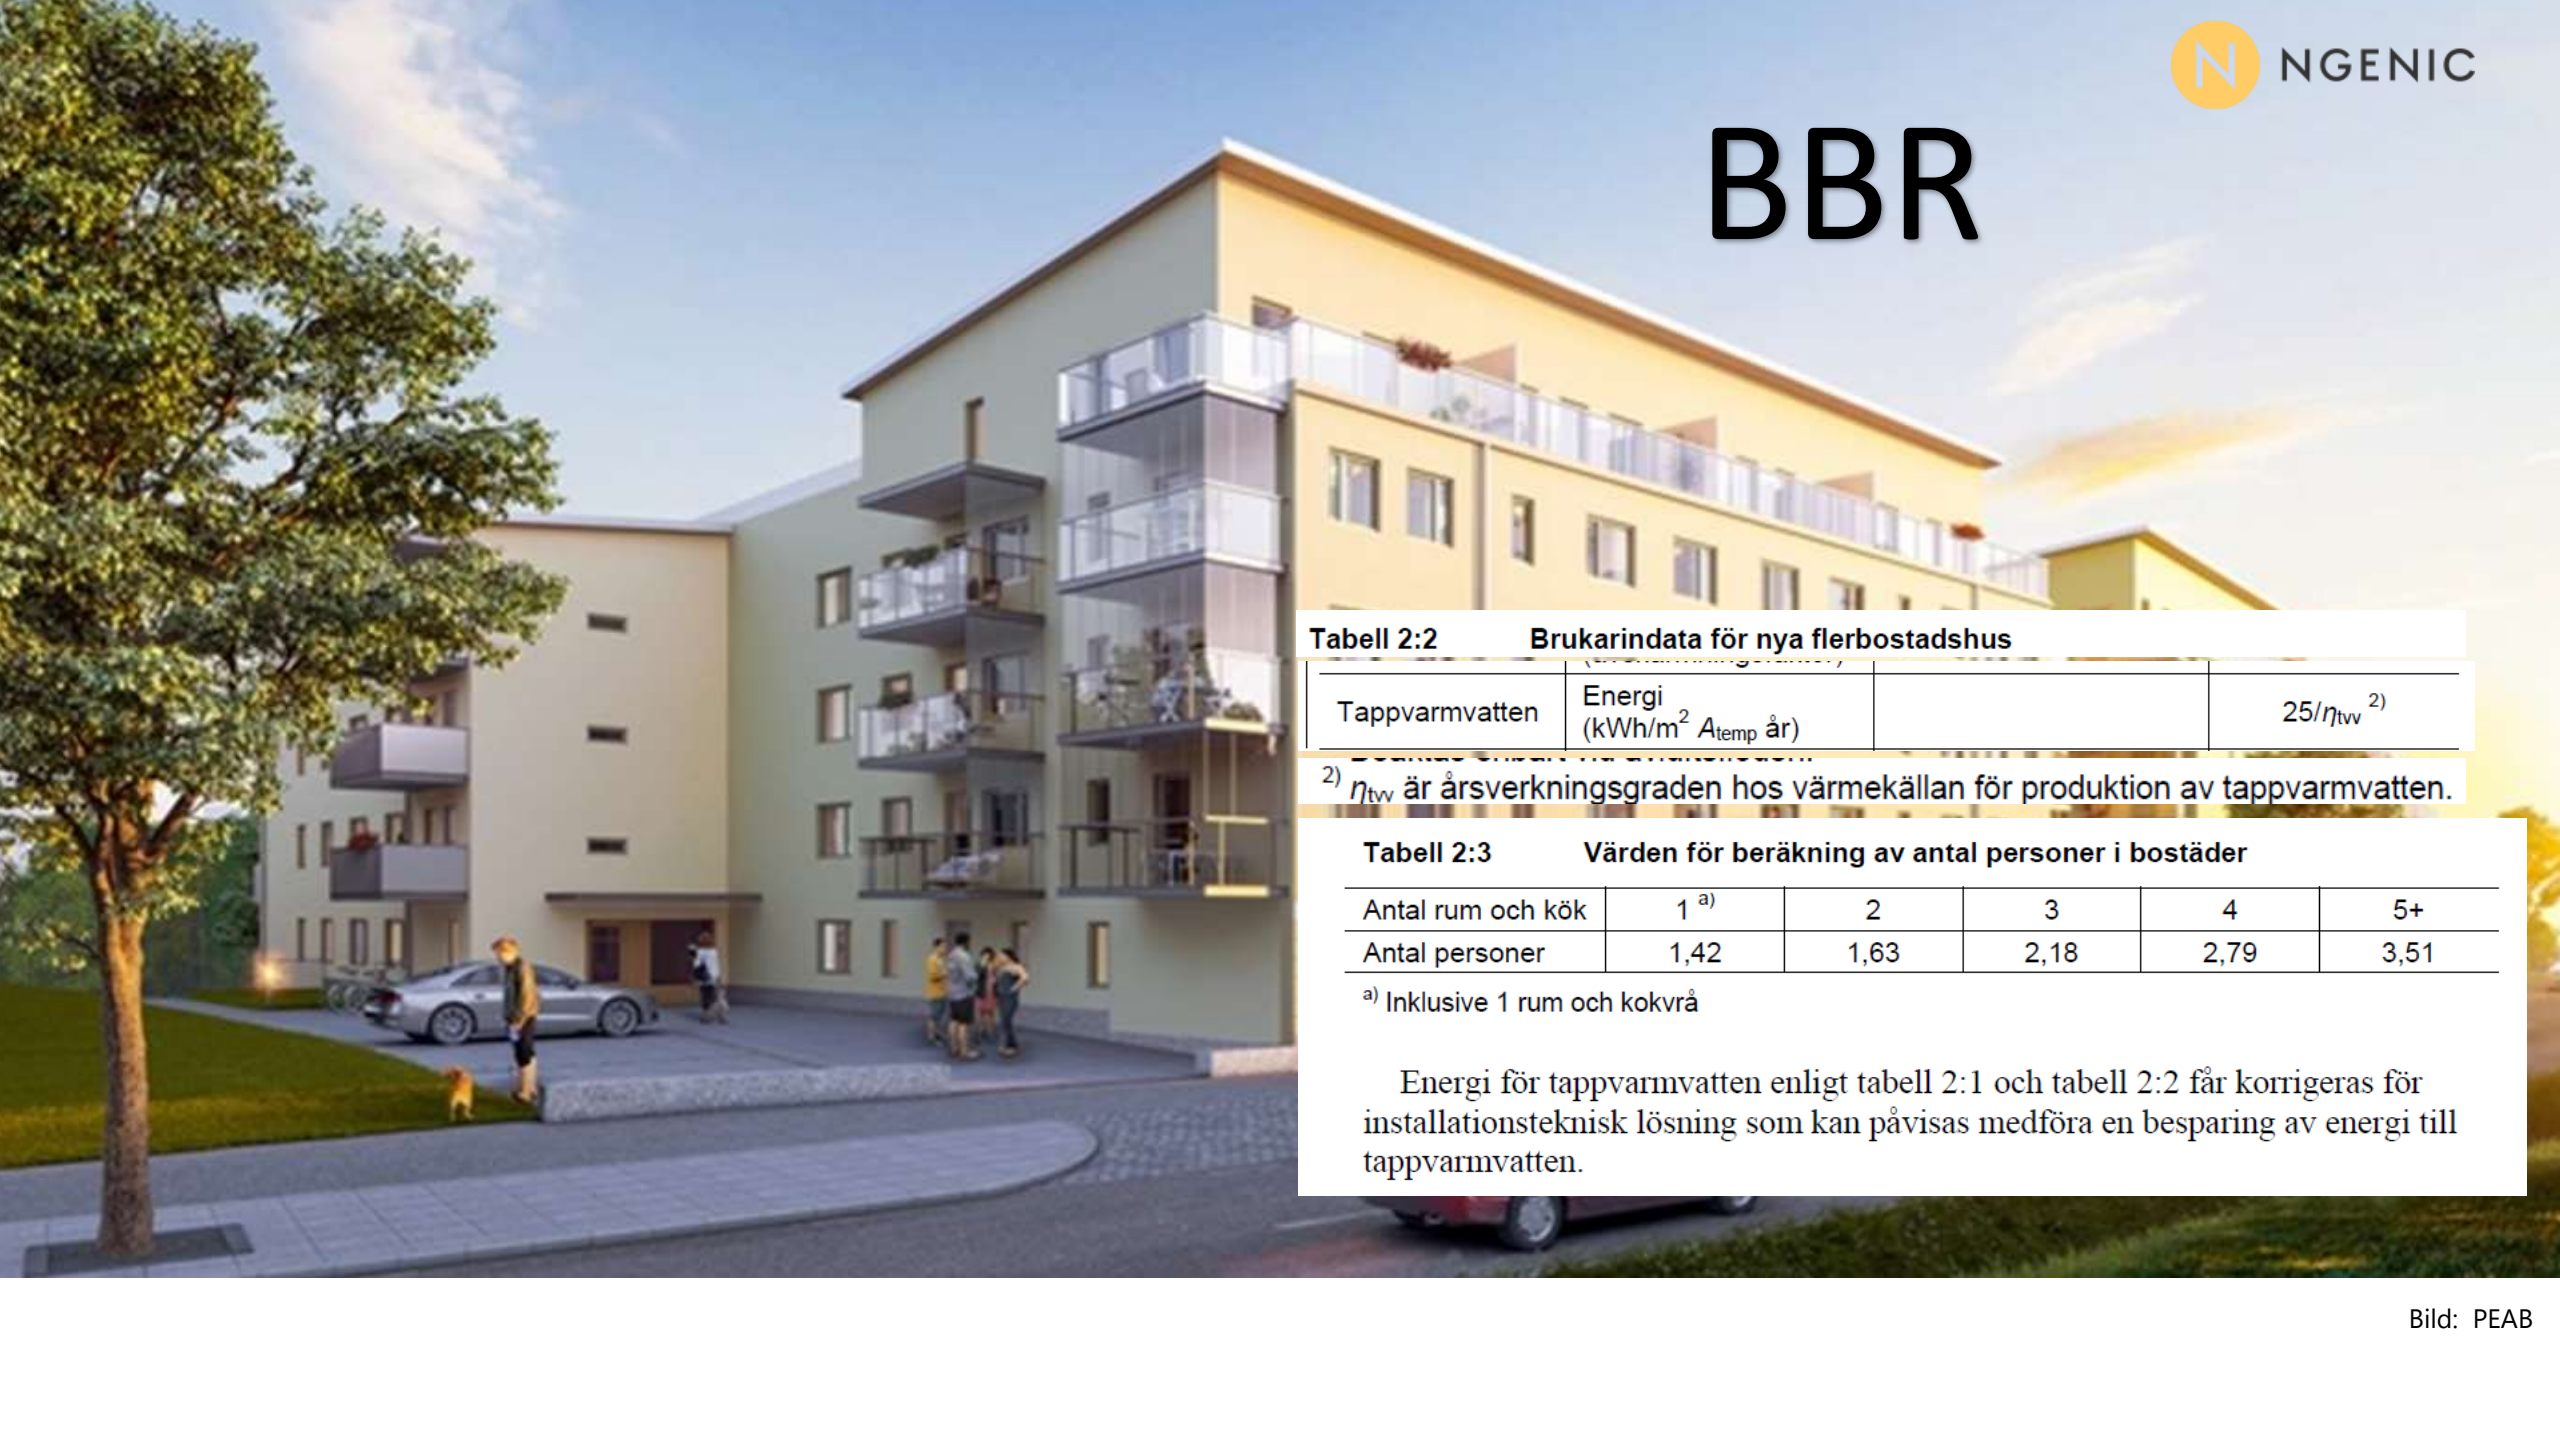 NGENIC
BBR
Tabell 2:2 Brukarindata för nya flerbostadshus
Tappvarmvatten Energi (kWh/m² Atemp år) 25/ηtvv ²⁾
²⁾ ηtvv är årsverkningsgraden hos värmekällan för produktion av tappvarmvatten.
Tabell 2:3 Värden för beräkning av antal personer i bostäder
Antal rum och kök 1 ᵃ⁾ 2 3 4 5+
Antal personer 1,42 1,63 2,18 2,79 3,51
ᵃ⁾ Inklusive 1 rum och kokvrå
Energi för tappvarmvatten enligt tabell 2:1 och tabell 2:2 får korrigeras för
installationsteknisk lösning som kan påvisas medföra en besparing av energi till
tappvarmvatten.
Bild: PEAB